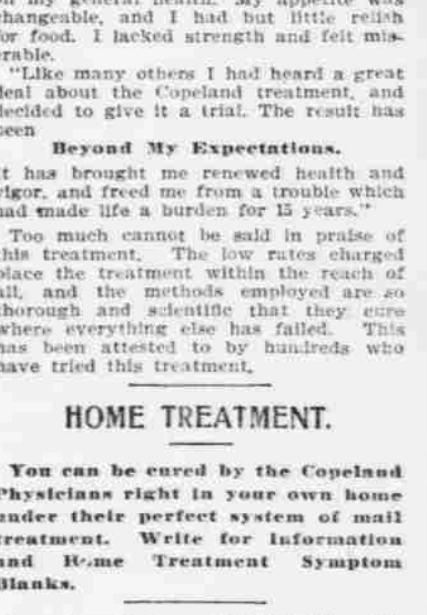 on my general health. My appetite was
changeable, and I had but little relish
for food. I lacked strength and felt mis-
erable.
"Like many others I had heard a great
deal about the Copeland treatment, and
decided to give it a trial. The result has
been
Beyond My Expectations.
It has brought me renewed health and
vigor, and freed me from a trouble which
had made life a burden for 15 years."
Too much cannot be said in praise of
this treatment. The low rates charged
place the treatment within the reach of
all, and the methods employed are so
thorough and scientific that they cure
where everything else has failed. This
has been attested to by hundreds who
have tried this treatment.
HOME TREATMENT.
You can be cured by the Copeland
Physicians right in your own home
under their perfect system of mail
treatment. Write for Information
and Home Treatment Symptom
Blanks.